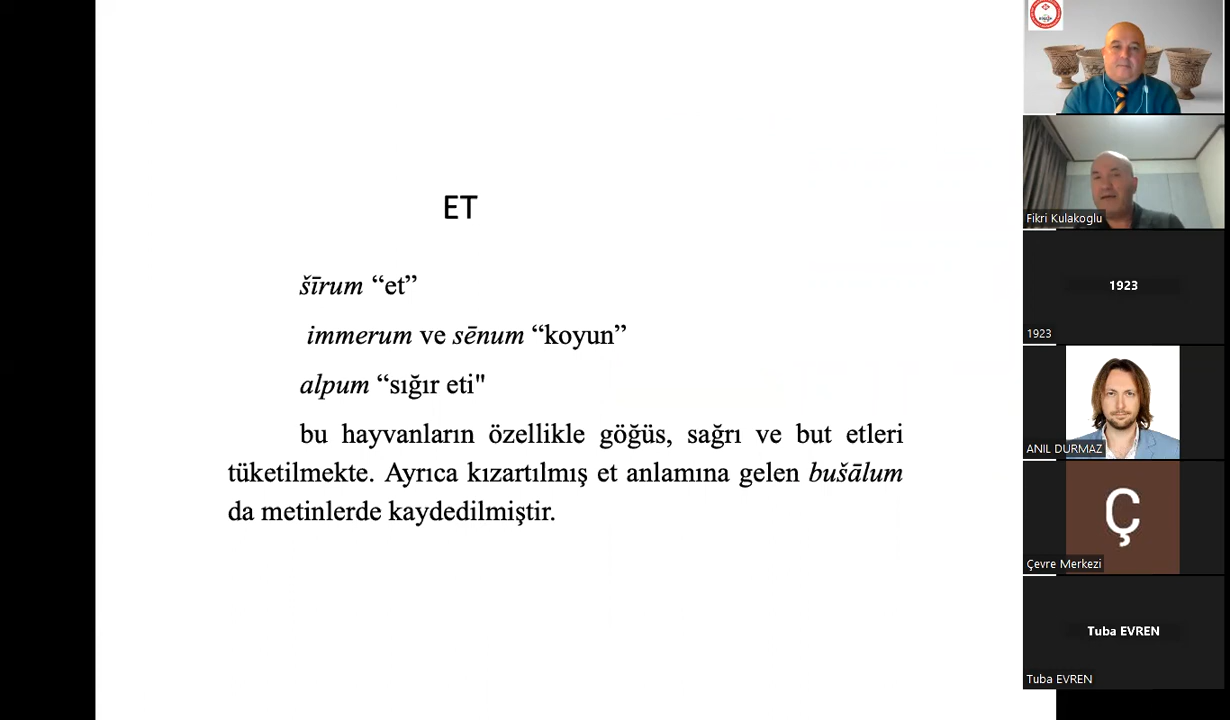 ET
šīrum “et”
immerum ve sēnum “koyun”
alpum “sığır eti"
bu hayvanların özellikle göğüs, sağrı ve but etleri
tüketilmekte. Ayrıca kızartılmış et anlamına gelen bušālum
da metinlerde kaydedilmiştir.
Fikri Kulakoglu
1923
1923
ANIL DURMAZ
Ç
Çevre Merkezi
Tuba EVREN
Tuba EVREN